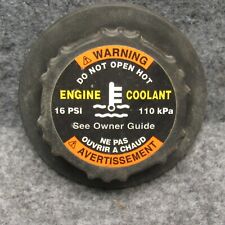 WARNING
DO NOT OPEN HOT
ENGINE COOLANT
16 PSI 110 kPa
See Owner Guide
NE PAS
OUVRIR A CHAUD
AVERTISSEMENT